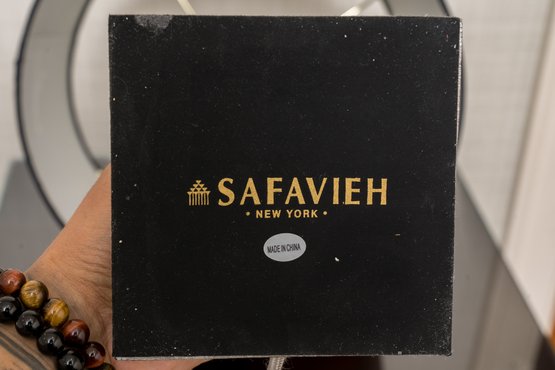 SAFAVIEH
• NEW YORK •
MADE IN CHINA